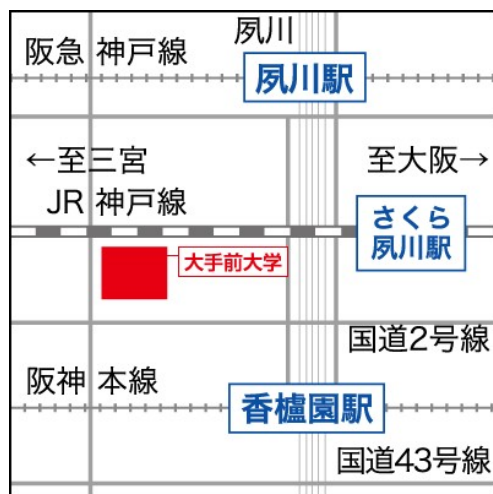 夙川
阪急 神戸線
夙川駅
←至三宮
至大阪→
JR 神戸線
さくら
夙川駅
大手前大学
国道2号線
阪神 本線
香櫨園駅
国道43号線